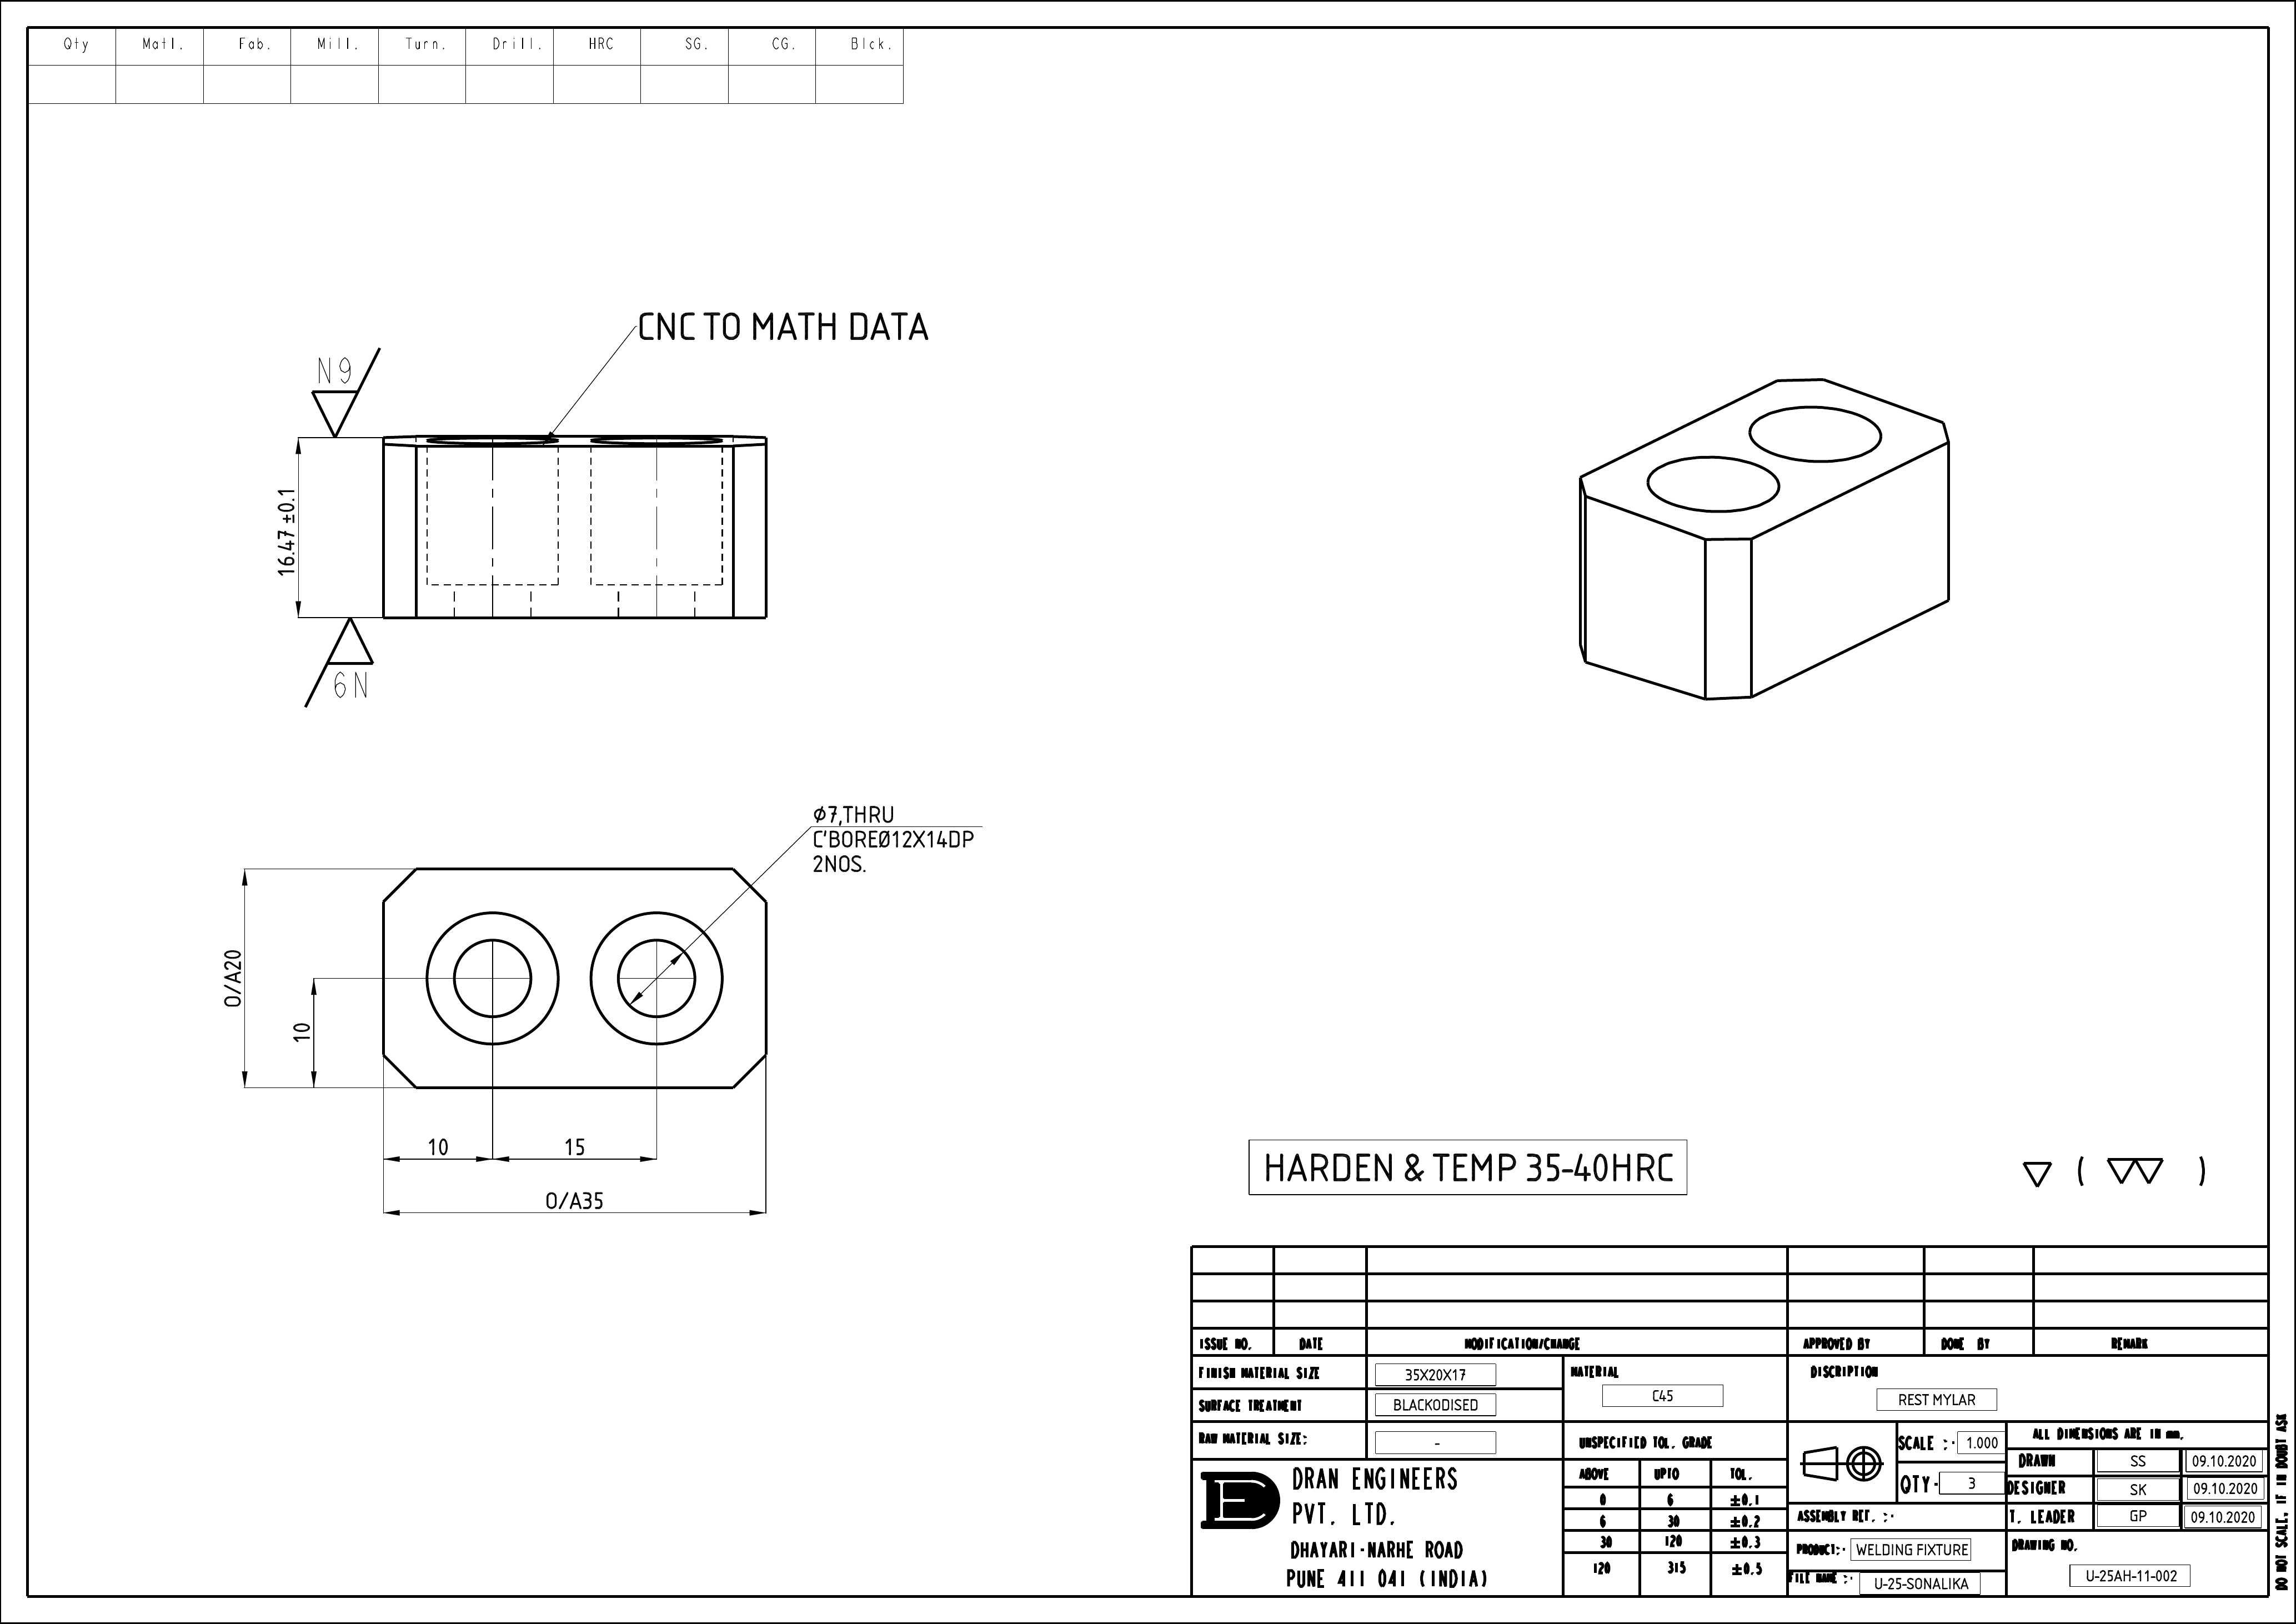 Qty Matl. Fab. Mill. Turn. Drill. HRC SG. CG. Blck.
CNC TO MATH DATA
N9
16.47 ±0.1
6N
Ø7,THRU
C'BOREØ12X14DP
2NOS.
O/A20
10
10 15
O/A35
HARDEN & TEMP 35-40HRC
( )
ISSUE NO. DATE MODIFICATION/CHANGE APPROVED BY DONE BY REMARK
FINISH MATERIAL SIZE 35X20X17
SURFACE TREATMENT BLACKODISED
RAW MATERIAL SIZE: -
MATERIAL
C45
DISCRIPTION
REST MYLAR
UNSPECIFIED TOL. GRADE
ABOVE UPTO TOL.
0 6 ±0.1
6 30 ±0.2
30 120 ±0.3
120 315 ±0.5
SCALE :- 1.000
QTY- 3
ALL DIMENSIONS ARE IN mm.
DRAWN SS 09.10.2020
DESIGNER SK 09.10.2020
T. LEADER GP 09.10.2020
ASSEMBLY REF. :-
PRODUCT:- WELDING FIXTURE
FILE NAME :- U-25-SONALIKA
DRAWING NO.
U-25AH-11-002
DE
DRAN ENGINEERS
PVT. LTD.
DHAYARI-NARHE ROAD
PUNE 411 041 (INDIA)
DO NOT SCALE, IF IN DOUBT ASK